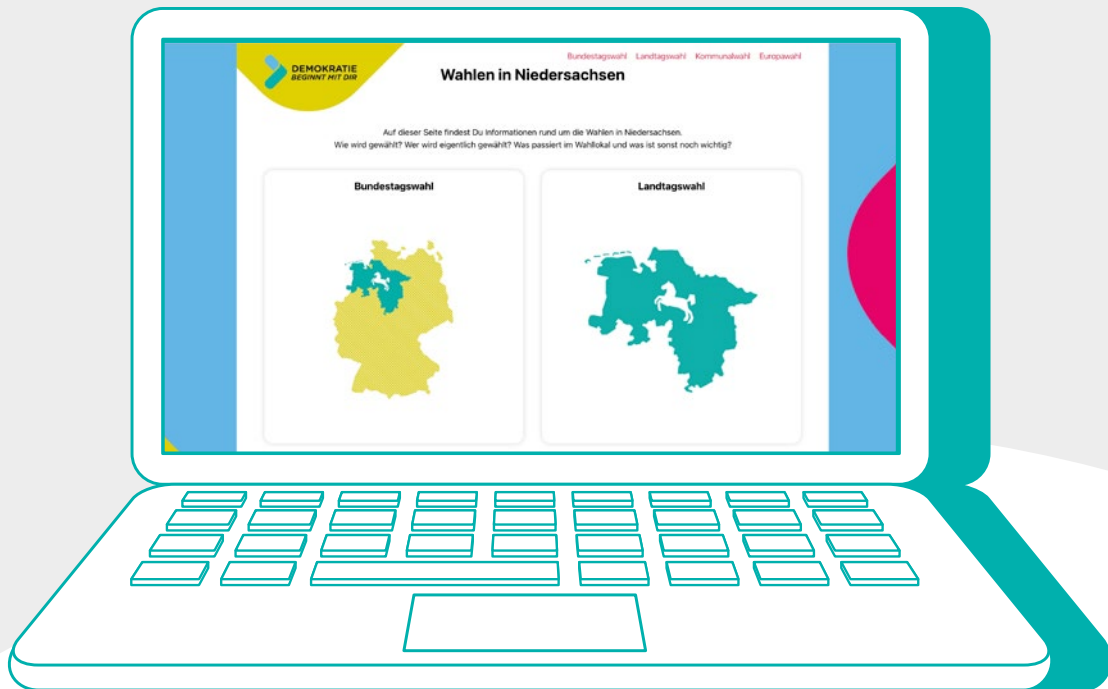 DEMOKRATIE
BEGINNT MIT DIR
Bundestagswahl Landtagswahl Kommunalwahl Europawahl
Wahlen in Niedersachsen
Auf dieser Seite findest Du Informationen rund um die Wahlen in Niedersachsen.
Wie wird gewählt? Wer wird eigentlich gewählt? Was passiert im Wahllokal und was ist sonst noch wichtig?
Bundestagswahl
Landtagswahl